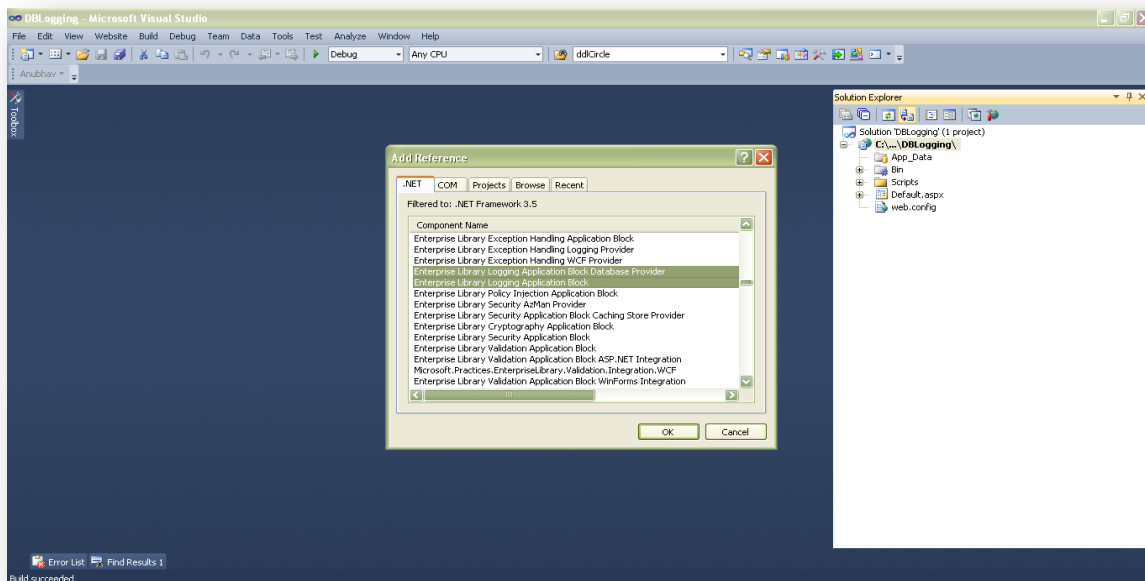 DBLogging - Microsoft Visual Studio
File Edit View Website Build Debug Team Data Tools Test Analyze Window Help
Debug Any CPU ddlCircle
Anubhav
Toolbox
Solution Explorer
Solution 'DBLogging' (1 project)
C:\...\DBLogging\
App_Data
Bin
Scripts
Default.aspx
web.config
Add Reference
.NET COM Projects Browse Recent
Filtered to: .NET Framework 3.5
Component Name
Enterprise Library Exception Handling Application Block
Enterprise Library Exception Handling Logging Provider
Enterprise Library Exception Handling WCF Provider
Enterprise Library Logging Application Block Database Provider
Enterprise Library Logging Application Block
Enterprise Library Policy Injection Application Block
Enterprise Library Security AzMan Provider
Enterprise Library Security Application Block Caching Store Provider
Enterprise Library Cryptography Application Block
Enterprise Library Security Application Block
Enterprise Library Validation Application Block
Enterprise Library Validation Application Block ASP.NET Integration
Microsoft.Practices.EnterpriseLibrary.Validation.Integration.WCF
Enterprise Library Validation Application Block WinForms Integration
OK Cancel
Error List Find Results 1
Build succeeded